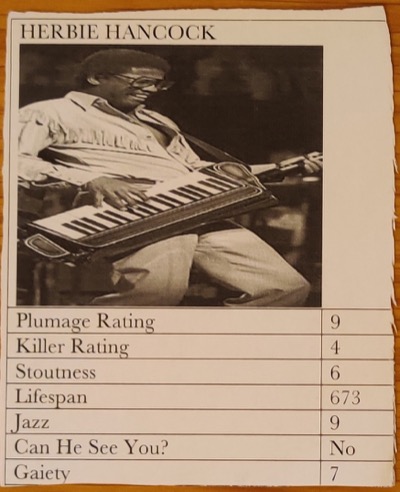 HERBIE HANCOCK
Plumage Rating 9
Killer Rating 4
Stoutness 6
Lifespan 673
Jazz 9
Can He See You? No
Gaiety 7